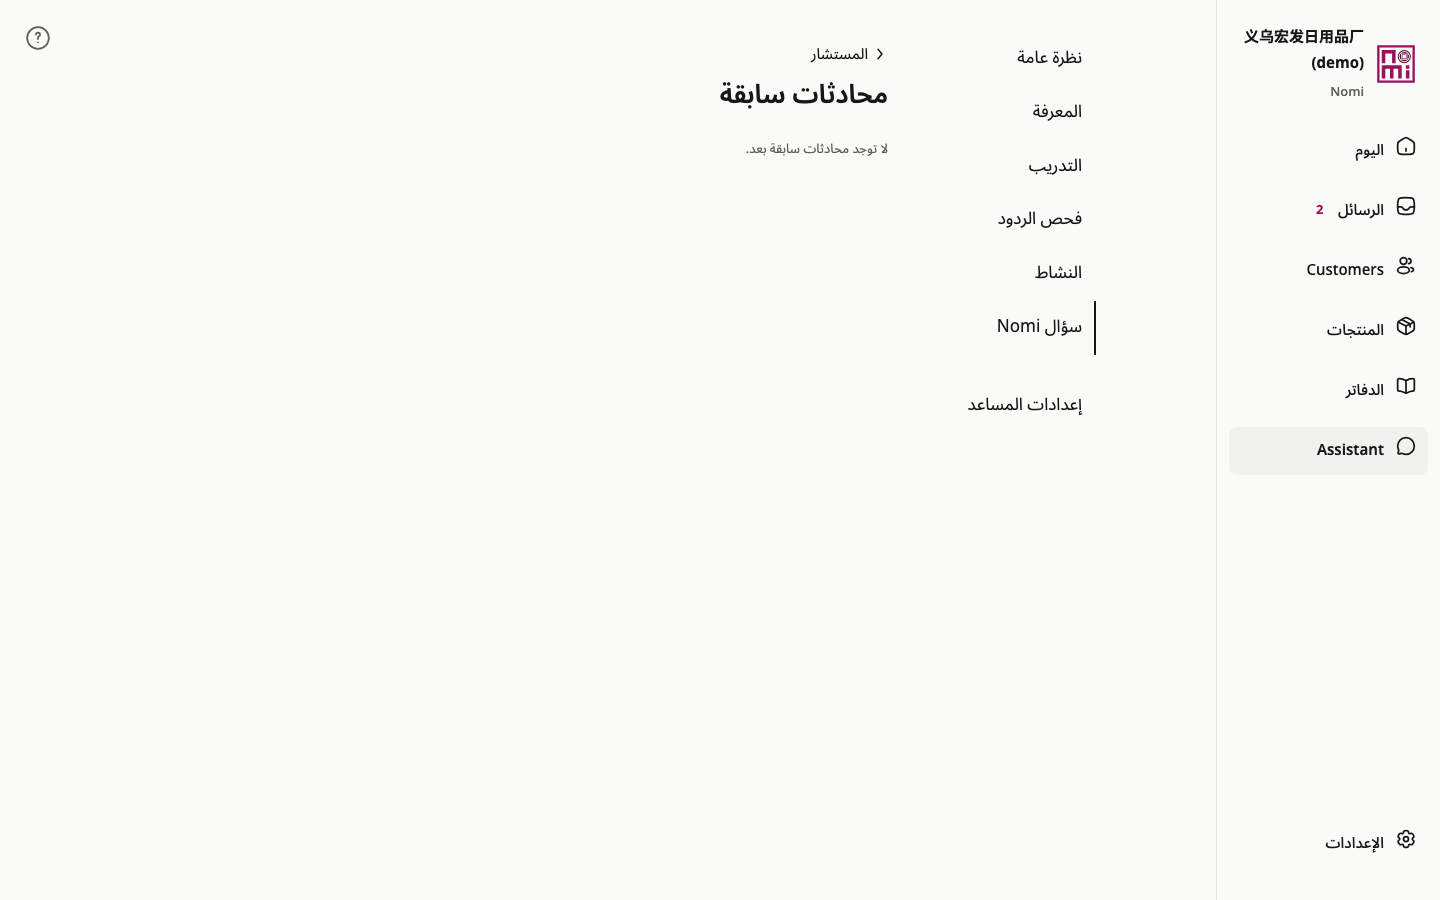 义乌宏发日用品厂
(demo)
Nomi
اليوم
الرسائل 2
Customers
المنتجات
الدفاتر
Assistant
الإعدادات
نظرة عامة
المعرفة
التدريب
فحص الردود
النشاط
سؤال Nomi
إعدادات المساعد
المستشار
محادثات سابقة
لا توجد محادثات سابقة بعد.